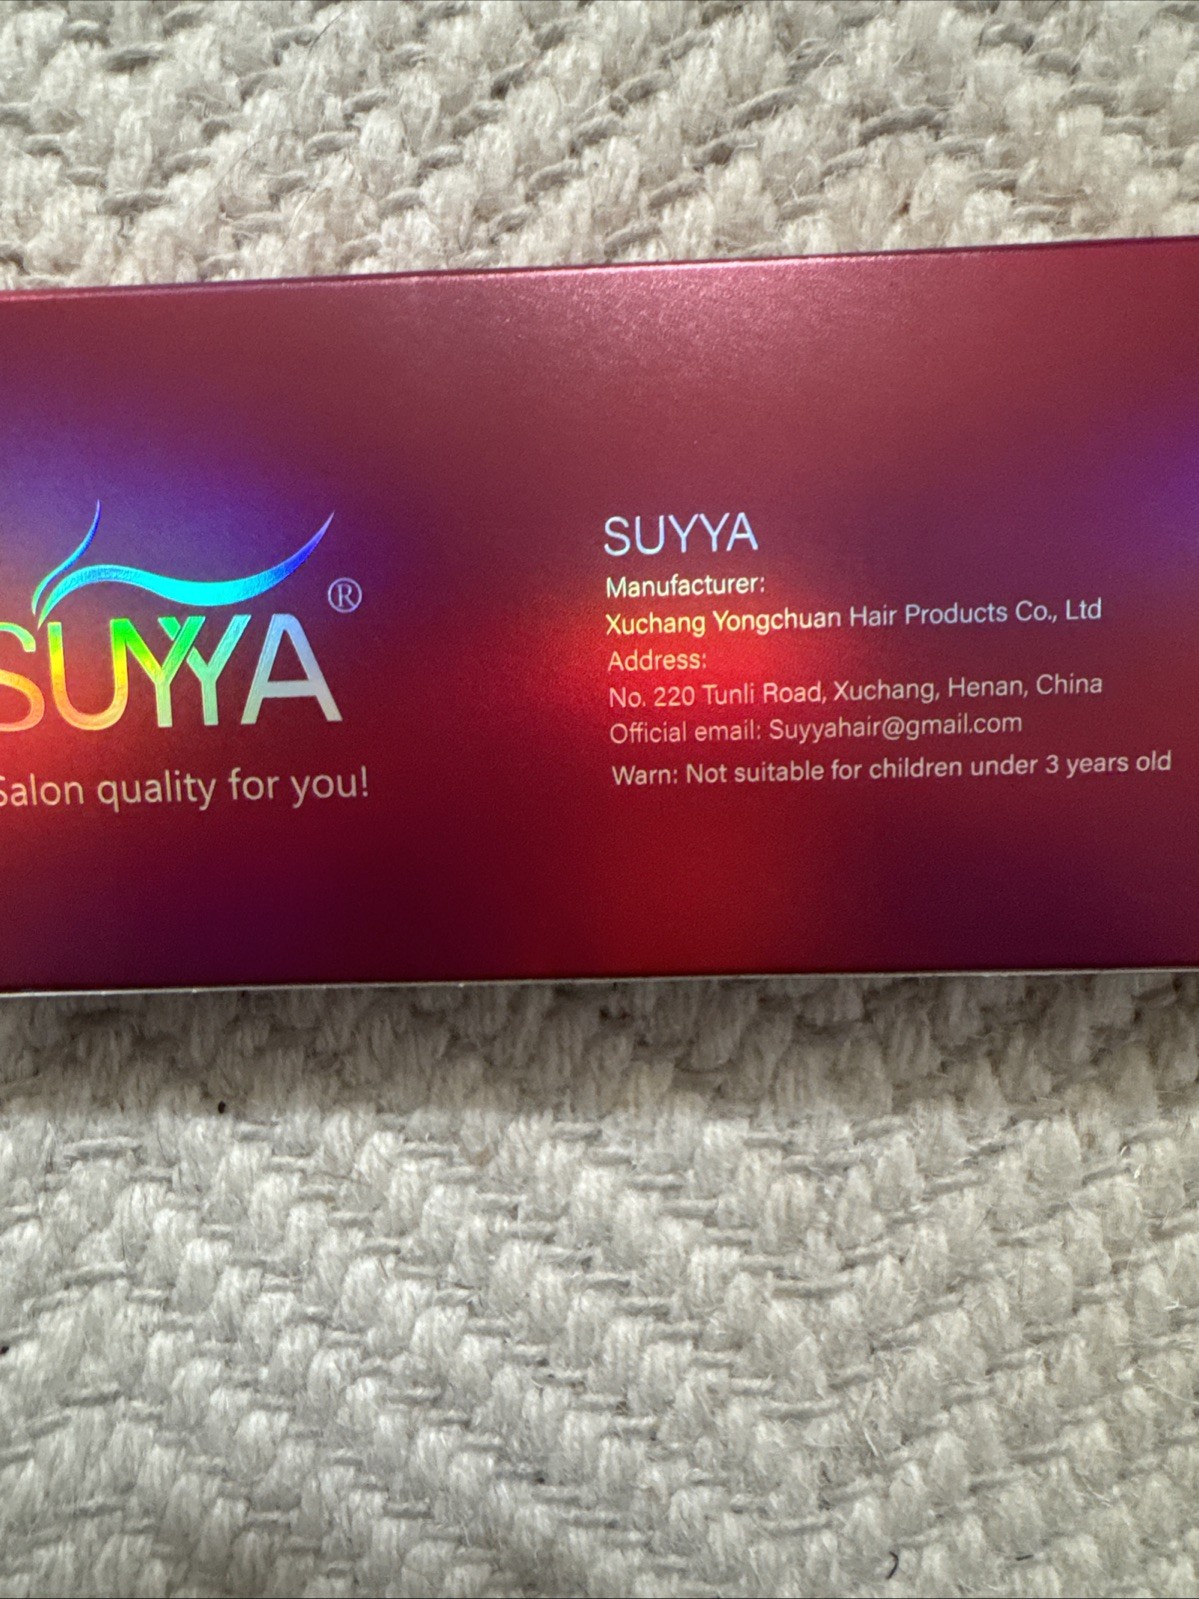 SUYYA®
Salon quality for you!
SUYYA
Manufacturer:
Xuchang Yongchuan Hair Products Co., Ltd
Address:
No. 220 Tunli Road, Xuchang, Henan, China
Official email: Suyyahair@gmail.com
Warn: Not suitable for children under 3 years old